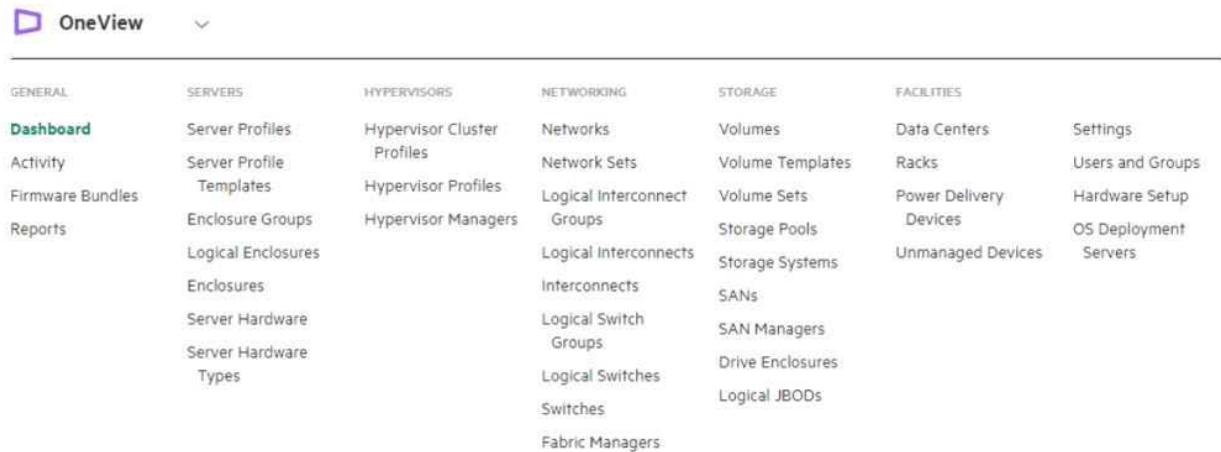 OneView
GENERAL
Dashboard
Activity
Firmware Bundles
Reports
SERVERS
Server Profiles
Server Profile
Templates
Enclosure Groups
Logical Enclosures
Enclosures
Server Hardware
Server Hardware
Types
HYPERVISORS
Hypervisor Cluster
Profiles
Hypervisor Profiles
Hypervisor Managers
NETWORKING
Networks
Network Sets
Logical Interconnect
Groups
Logical Interconnects
Interconnects
Logical Switch
Groups
Logical Switches
Switches
Fabric Managers
STORAGE
Volumes
Volume Templates
Volume Sets
Storage Pools
Storage Systems
SANs
SAN Managers
Drive Enclosures
Logical JBODs
FACILITIES
Data Centers
Racks
Power Delivery
Devices
Unmanaged Devices
Settings
Users and Groups
Hardware Setup
OS Deployment
Servers